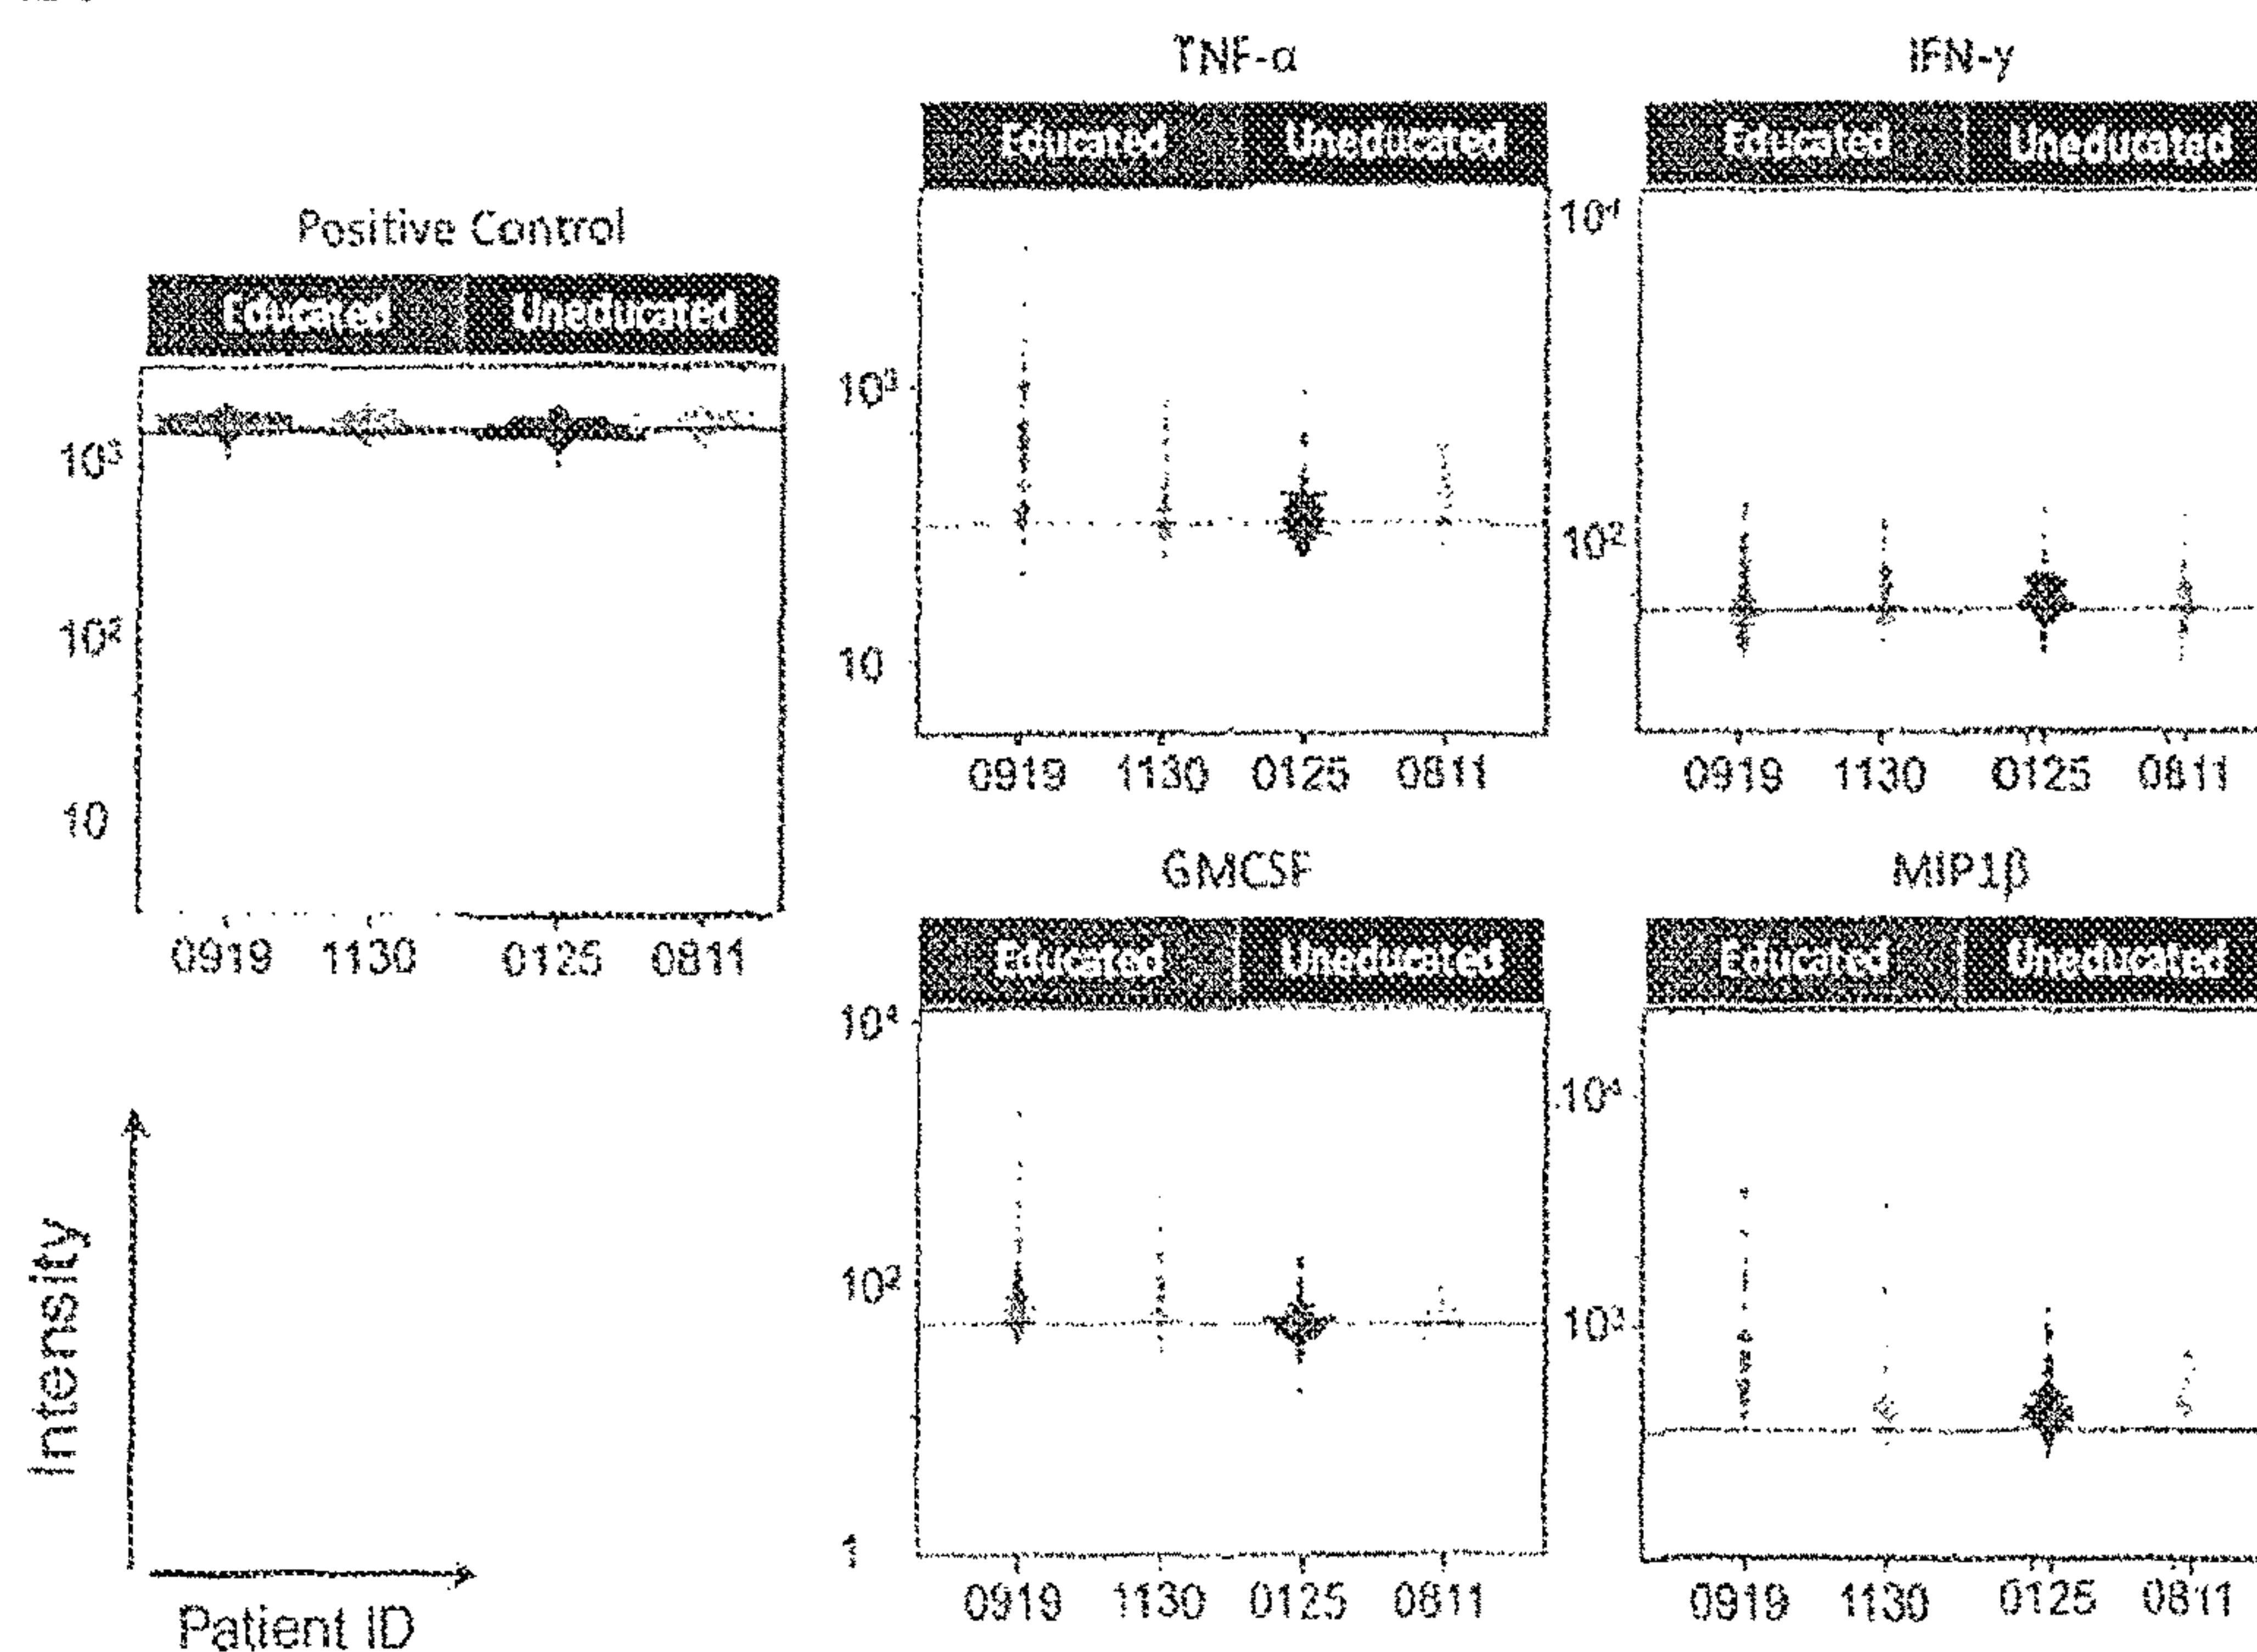 Positive Control
Educated Uneducated
10³
10²
10
0919 1130 0125 0811
TNF-α
Educated Uneducated
10³
10
0919 1130 0125 0811
IFN-γ
Educated Uneducated
10⁴
10²
0919 1130 0125 0811
GMCSF
Educated Uneducated
10⁴
10²
1
0919 1130 0125 0811
MIP1β
Educated Uneducated
10⁴
10³
0919 1130 0125 0811
Intensity
Patient ID